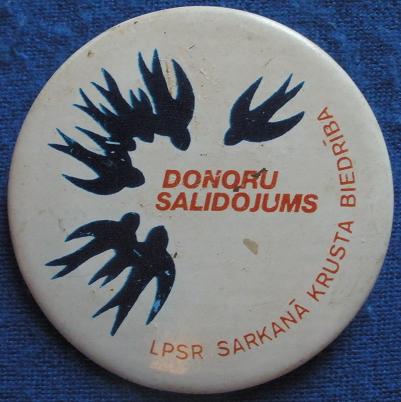 DONORU
SALIDOJUMS
LPSR SARKANĀ KRUSTA BIEDRĪBA